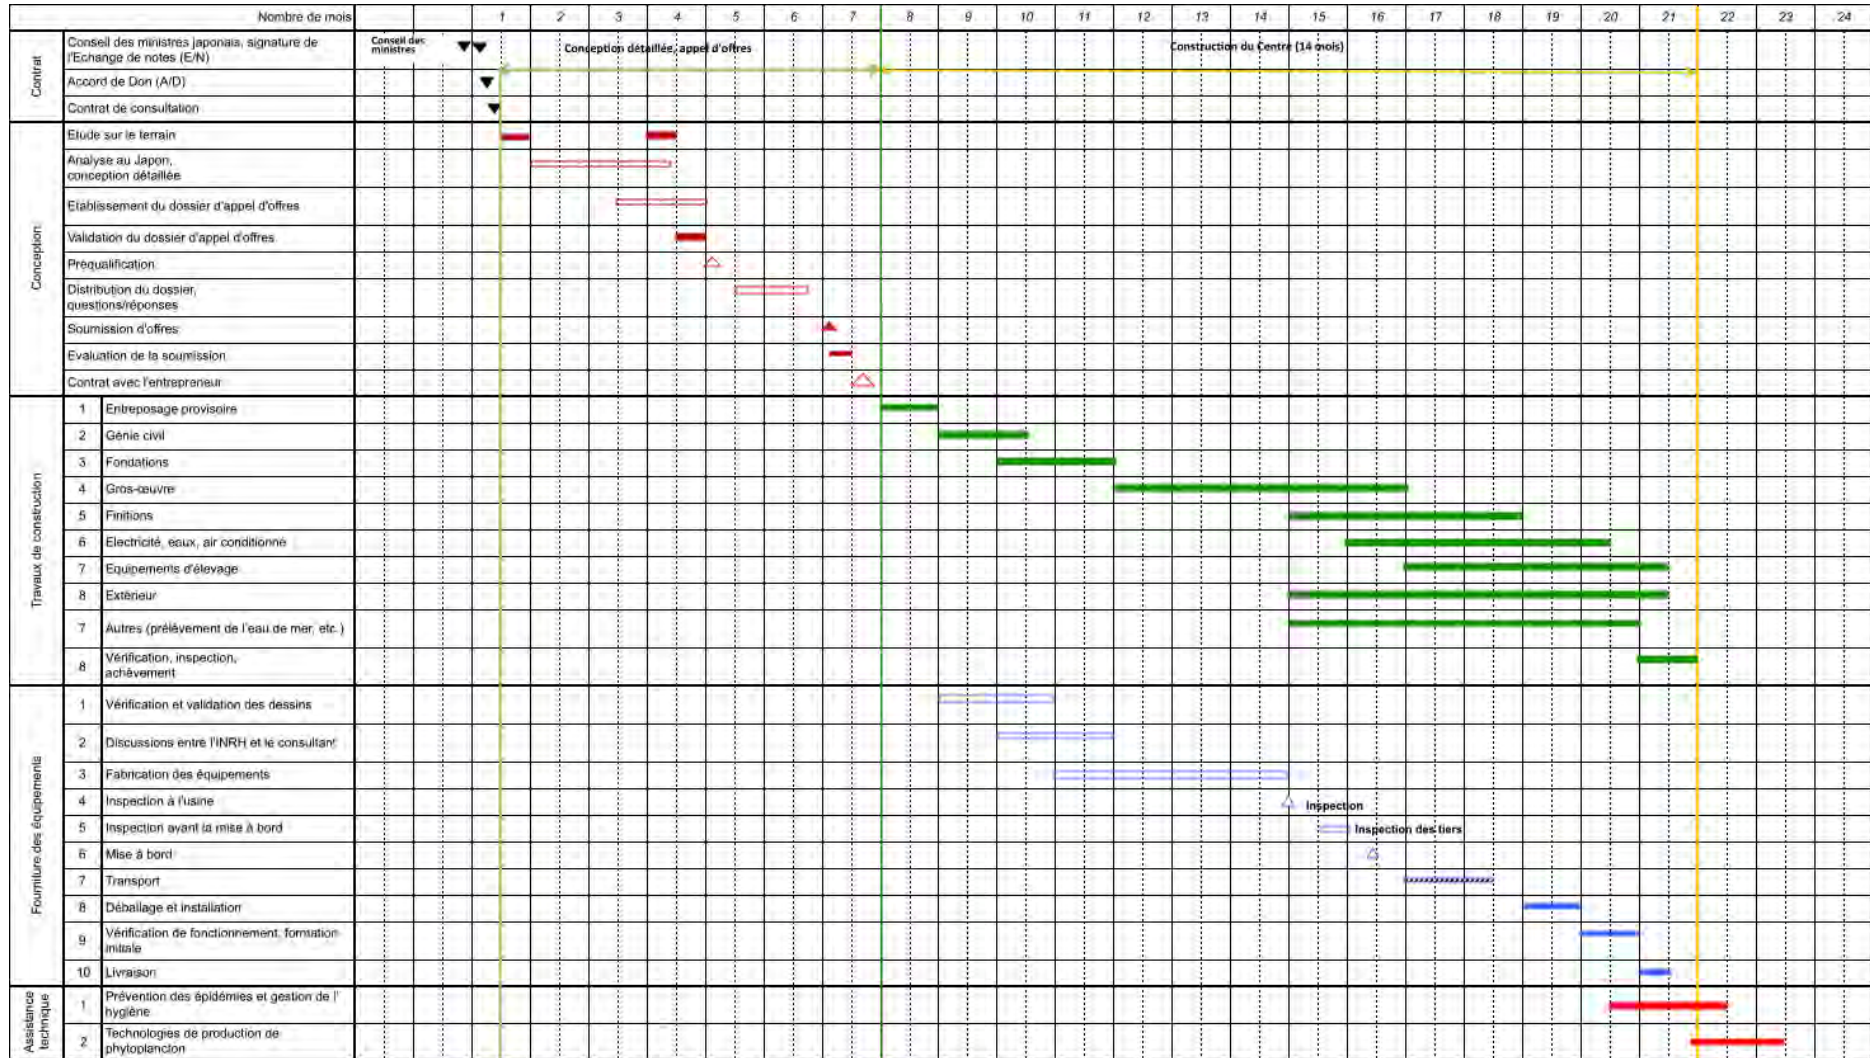 Nombre de mois 1 2 3 4 5 6 7 8 9 10 11 12 13 14 15 16 17 18 19 20 21 22 23 24
Contrat
Conseil des ministres japonais, signature de
l'Echange de notes (E/N)
Conseil des
ministres
Conception détaillée, appel d'offres
Construction du Centre (14 mois)
Accord de Don (A/D)
Contrat de consultation
Conception
Etude sur le terrain
Analyse au Japon,
conception détaillée
Etablissement du dossier d'appel d'offres
Validation du dossier d'appel d'offres
Préqualification
Distribution du dossier,
questions/réponses
Soumission d'offres
Evaluation de la soumission
Contrat avec l'entrepreneur
Travaux de construction
1 Entreposage provisoire
2 Génie civil
3 Fondations
4 Gros-œuvre
5 Finitions
6 Electricité, eaux, air conditionné
7 Equipements d'élevage
8 Extérieur
7 Autres (prélèvement de l'eau de mer, etc.)
8 Vérification, inspection,
achèvement
Fourniture des équipements
1 Vérification et validation des dessins
2 Discussions entre l'INRH et le consultant
3 Fabrication des équipements
4 Inspection à l'usine
Inspection
5 Inspection avant la mise à bord
Inspection des tiers
6 Mise à bord
7 Transport
8 Déballage et installation
9 Vérification de fonctionnement, formation
initiale
10 Livraison
Assistance
technique
1 Prévention des épidémies et gestion de l'
hygiène
2 Technologies de production de
phytoplancton